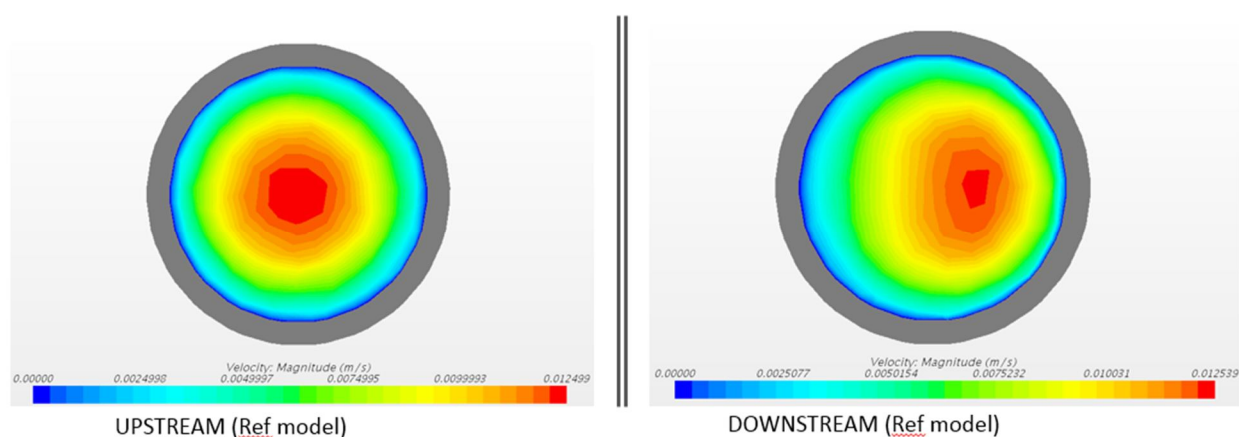 Velocity: Magnitude (m/s)
0.00000 0.0024998 0.0049997 0.0074995 0.0099993 0.012499
UPSTREAM (Ref model)
Velocity: Magnitude (m/s)
0.00000 0.0025077 0.0050154 0.0075232 0.010031 0.012539
DOWNSTREAM (Ref model)